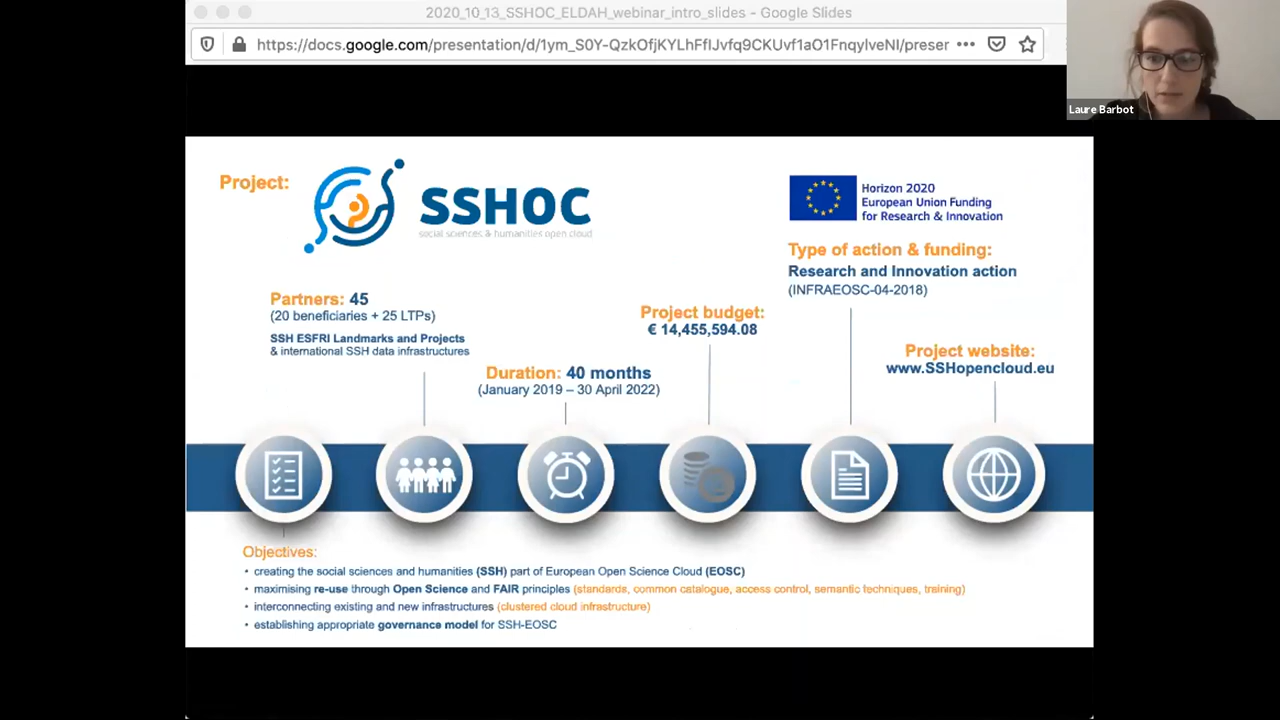 2020_10_13_SSHOC_ELDAH_webinar_intro_slides - Google Slides
https://docs.google.com/presentation/d/1ym_S0Y-QzkOfjKYLhFfIJvfq9CKUvf1aO1FnqylveNI/preser
Laure Barbot
Project:
SSHOC
social sciences & humanities open cloud
Horizon 2020
European Union Funding
for Research & Innovation
Type of action & funding:
Research and Innovation action
(INFRAEOSC-04-2018)
Partners: 45
(20 beneficiaries + 25 LTPs)
SSH ESFRI Landmarks and Projects
& international SSH data infrastructures
Project budget:
€ 14,455,594.08
Project website:
www.SSHopencloud.eu
Duration: 40 months
(January 2019 – 30 April 2022)
Objectives:
• creating the social sciences and humanities (SSH) part of European Open Science Cloud (EOSC)
• maximising re-use through Open Science and FAIR principles (standards, common catalogue, access control, semantic techniques, training)
• interconnecting existing and new infrastructures (clustered cloud infrastructure)
• establishing appropriate governance model for SSH-EOSC